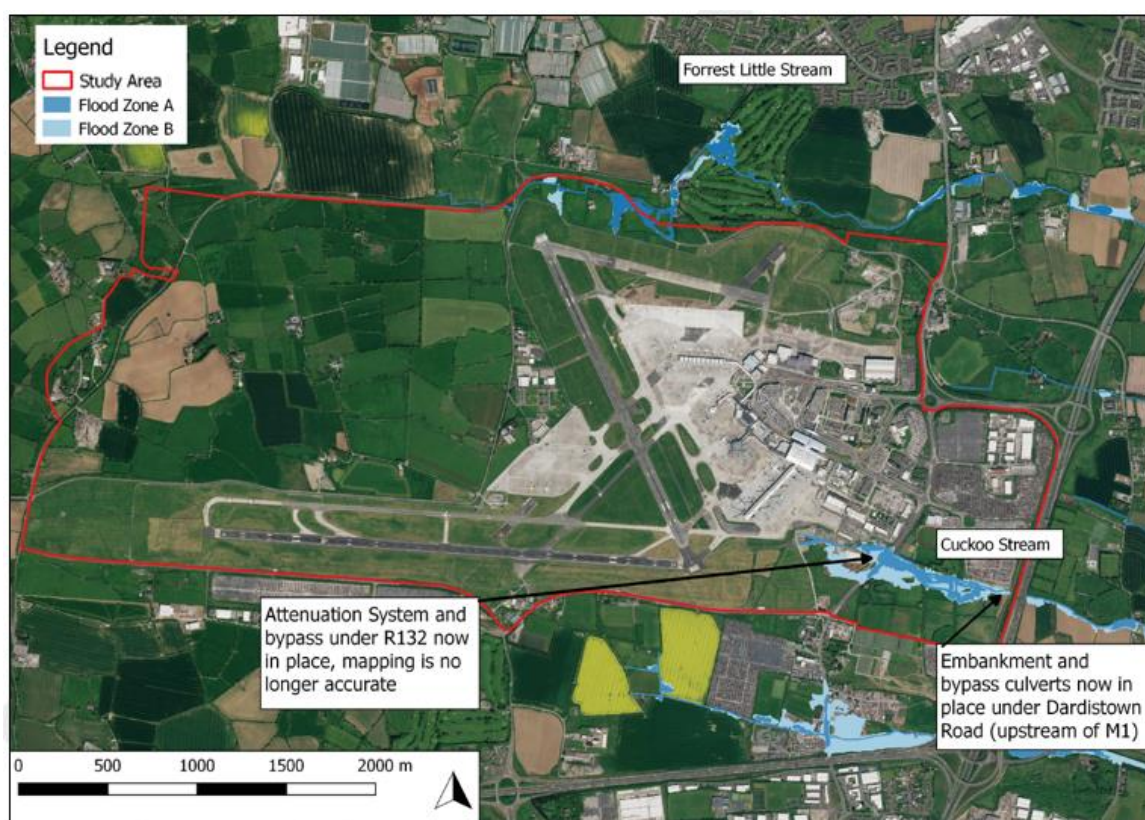 Legend
Study Area
Flood Zone A
Flood Zone B
Forrest Little Stream
Cuckoo Stream
Attenuation System and
bypass under R132 now
in place, mapping is no
longer accurate
Embankment and
bypass culverts now in
place under Dardistown
Road (upstream of M1)
0 500 1000 1500 2000 m